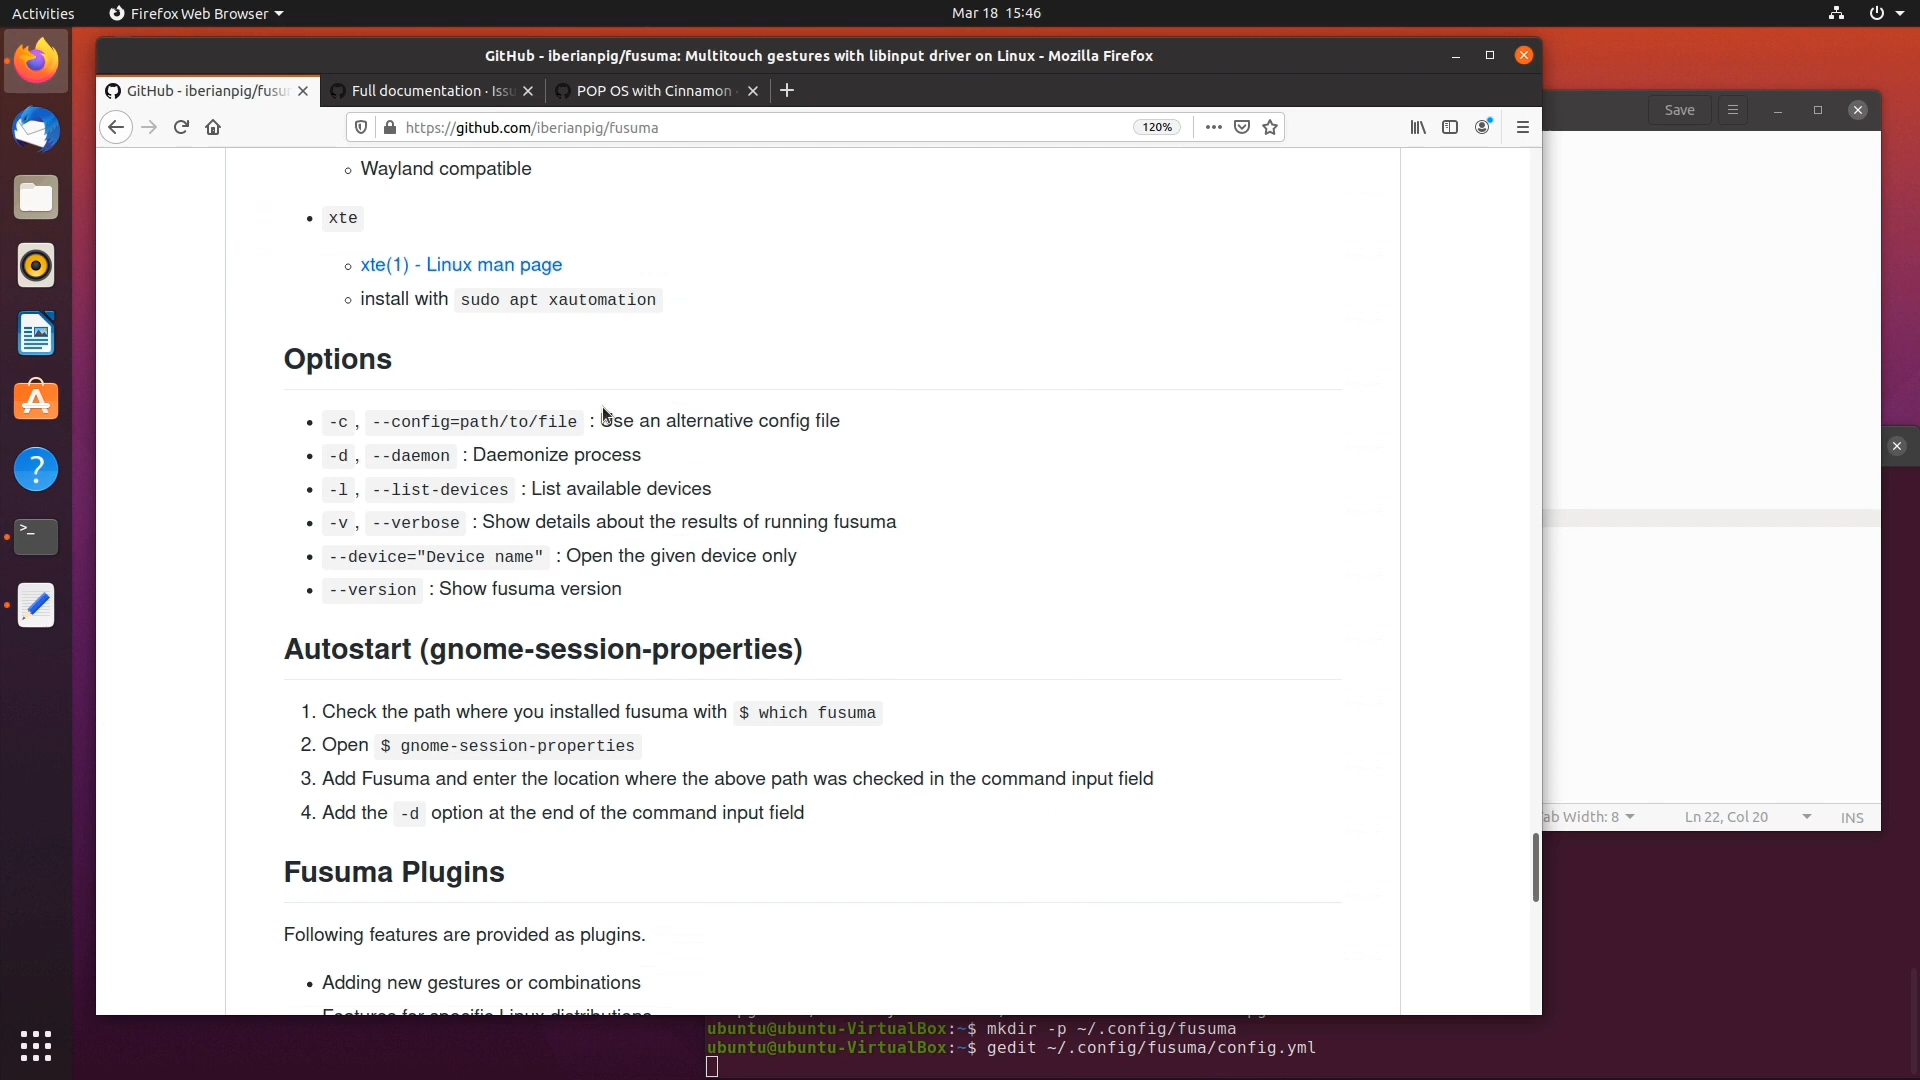 Activities
Firefox Web Browser
Mar 18 15:46
GitHub - iberianpig/fusuma: Multitouch gestures with libinput driver on Linux - Mozilla Firefox
GitHub - iberianpig/fusu
Full documentation · Iss
POP OS with Cinnamon
Save
https://github.com/iberianpig/fusuma
120%
Wayland compatible
xte
xte(1) - Linux man page
install with sudo apt xautomation
Options
-c, --config=path/to/file : Use an alternative config file
-d, --daemon : Daemonize process
-l, --list-devices : List available devices
-v, --verbose : Show details about the results of running fusuma
--device="Device name" : Open the given device only
--version : Show fusuma version
Autostart (gnome-session-properties)
1. Check the path where you installed fusuma with $ which fusuma
2. Open $ gnome-session-properties
3. Add Fusuma and enter the location where the above path was checked in the command input field
4. Add the -d option at the end of the command input field
ab Width: 8
Ln 22, Col 20
INS
Fusuma Plugins
Following features are provided as plugins.
Adding new gestures or combinations
Features for specific Linux distributions
ubuntu@ubuntu-VirtualBox:~$ mkdir -p ~/.config/fusuma
ubuntu@ubuntu-VirtualBox:~$ gedit ~/.config/fusuma/config.yml